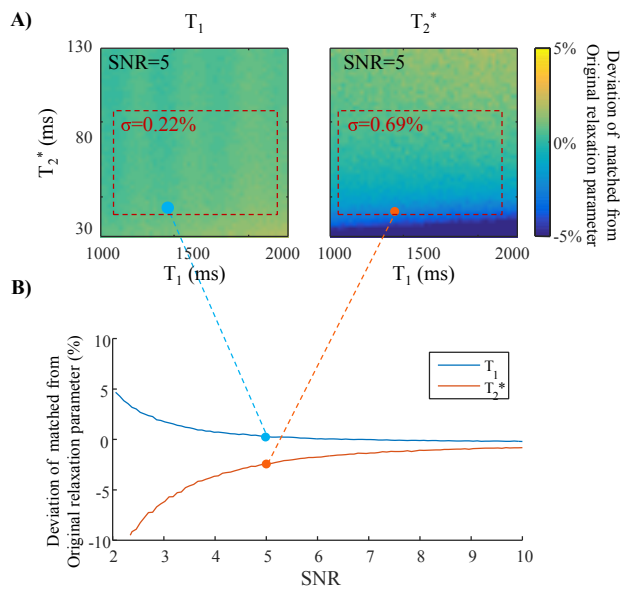 A)
T1
T2*
SNR=5
SNR=5
σ=0.22%
σ=0.69%
130
80
30
T2* (ms)
1000
1500
2000
1000
1500
2000
T1 (ms)
T1 (ms)
5%
0%
-5%
Deviation of matched from
Original relaxation parameter
B)
10
5
0
-5
-10
Deviation of matched from
Original relaxation parameter (%)
T1
T2*
2
3
4
5
6
7
8
9
10
SNR